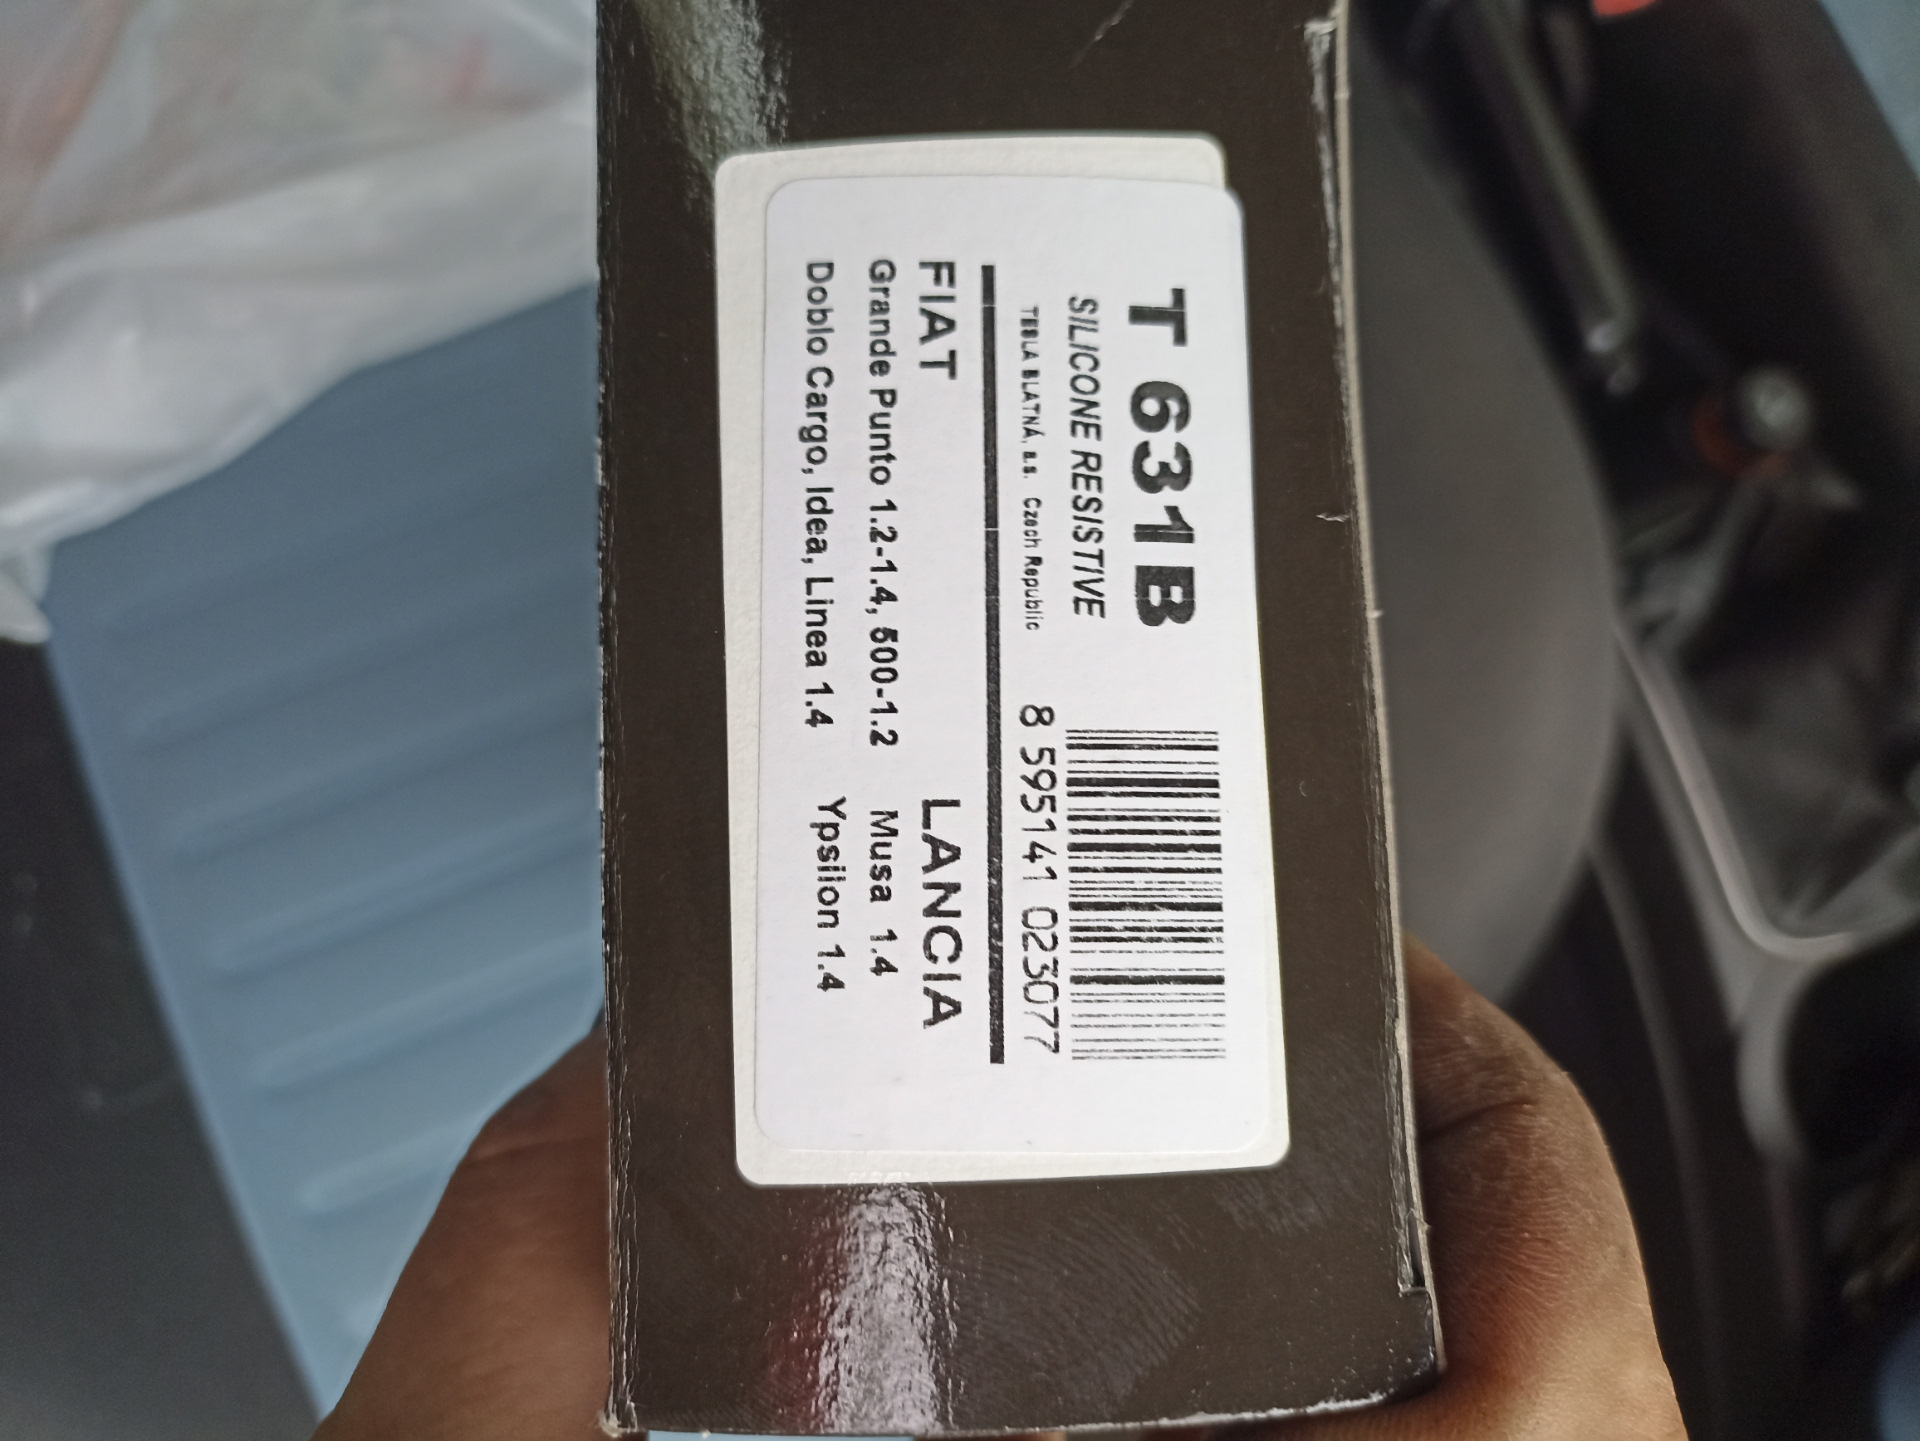 T 631B
SILICONE RESISTIVE
TESLA BLATNÁ, a.s. Czech Republic
8 595141 023077
FIAT
Grande Punto 1.2-1.4, 500-1.2
Doblo Cargo, Idea, Linea 1.4
LANCIA
Musa 1.4
Ypsilon 1.4